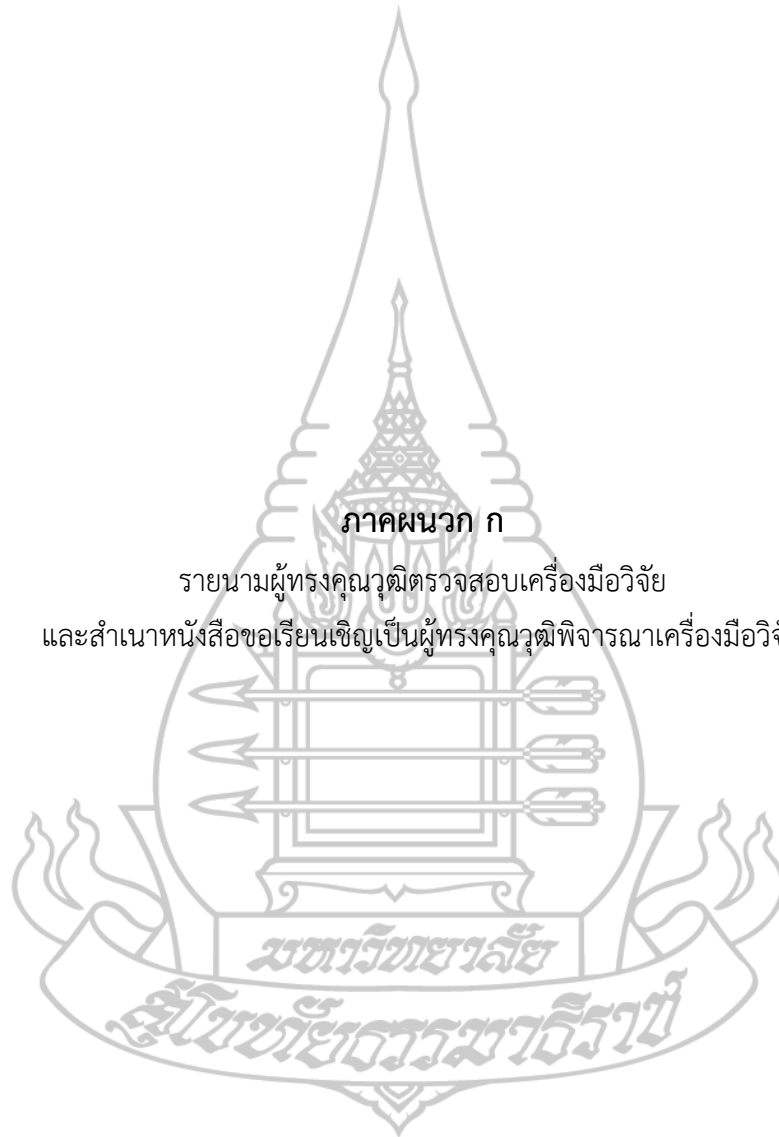 ภาคผนวก ก
รายนามผู้ทรงคุณวุฒิตรวจสอบเครื่องมือวิจัย
และสำเนาหนังสือขอเรียนเชิญเป็นผู้ทรงคุณวุฒิพิจารณาเครื่องมือวิจั
มหาวิทยาลัย
สุโขทัยธรรมาธิราช